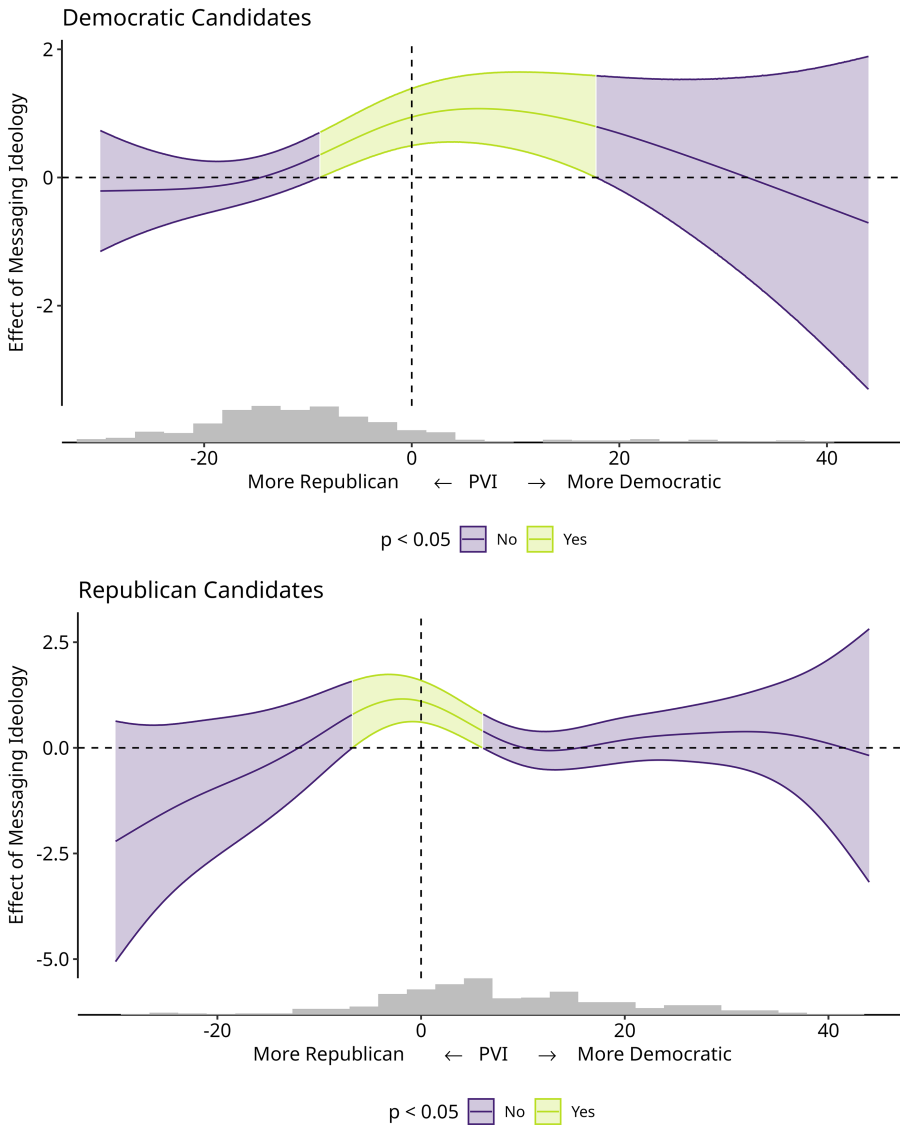 Democratic Candidates
2
0
-2
Effect of Messaging Ideology
-20 0 20 40
More Republican ← PVI → More Democratic
p < 0.05 No Yes
Republican Candidates
2.5
0.0
-2.5
-5.0
Effect of Messaging Ideology
-20 0 20 40
More Republican ← PVI → More Democratic
p < 0.05 No Yes